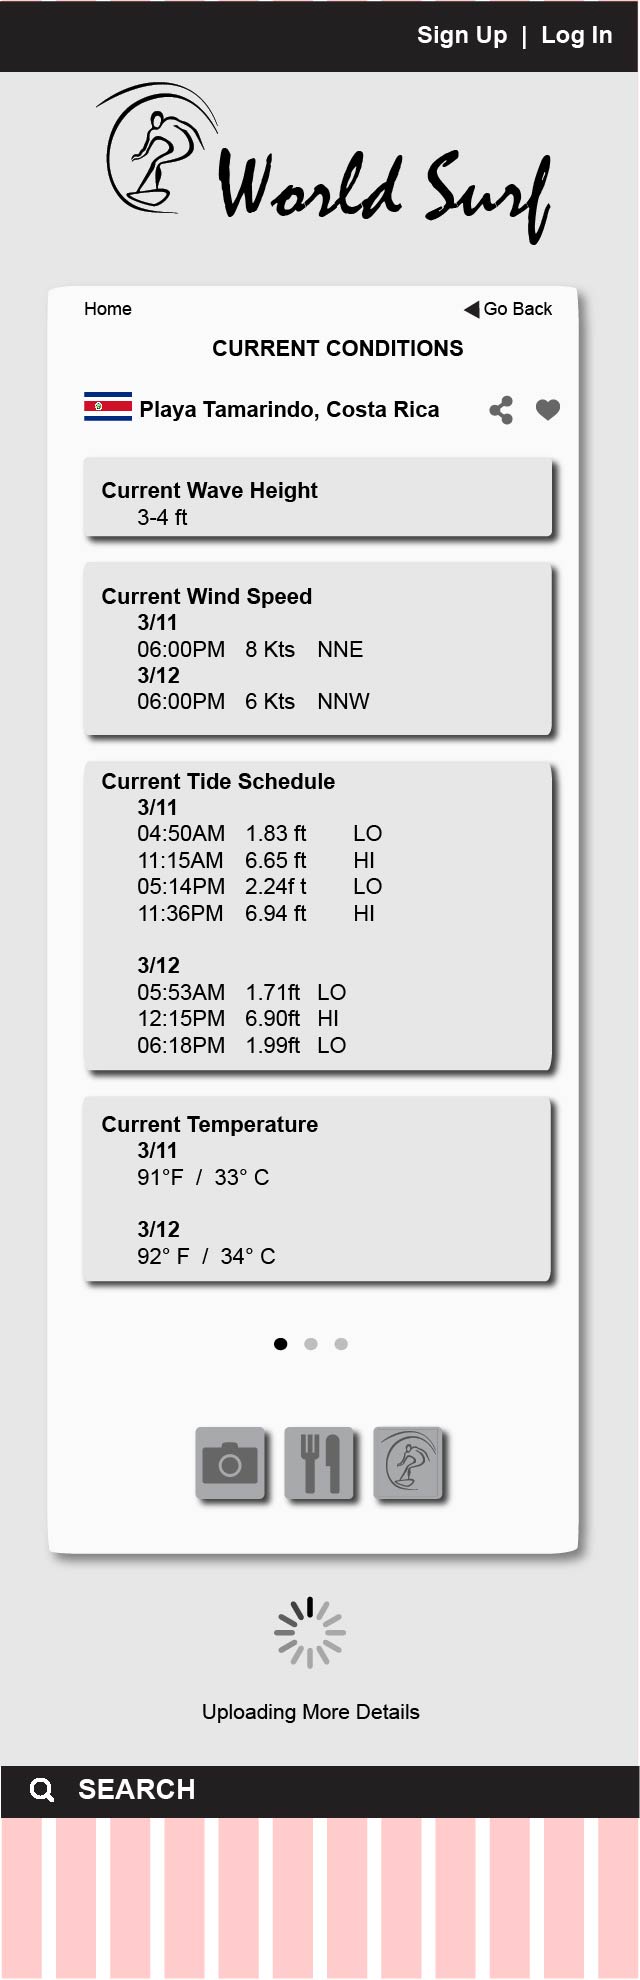 Sign Up | Log In
World Surf
Home
Go Back
CURRENT CONDITIONS
Playa Tamarindo, Costa Rica
Current Wave Height
3-4 ft
Current Wind Speed
3/11
06:00PM 8 Kts NNE
3/12
06:00PM 6 Kts NNW
Current Tide Schedule
3/11
04:50AM 1.83 ft LO
11:15AM 6.65 ft HI
05:14PM 2.24f t LO
11:36PM 6.94 ft HI
3/12
05:53AM 1.71ft LO
12:15PM 6.90ft HI
06:18PM 1.99ft LO
Current Temperature
3/11
91°F / 33° C
3/12
92° F / 34° C
Uploading More Details
SEARCH